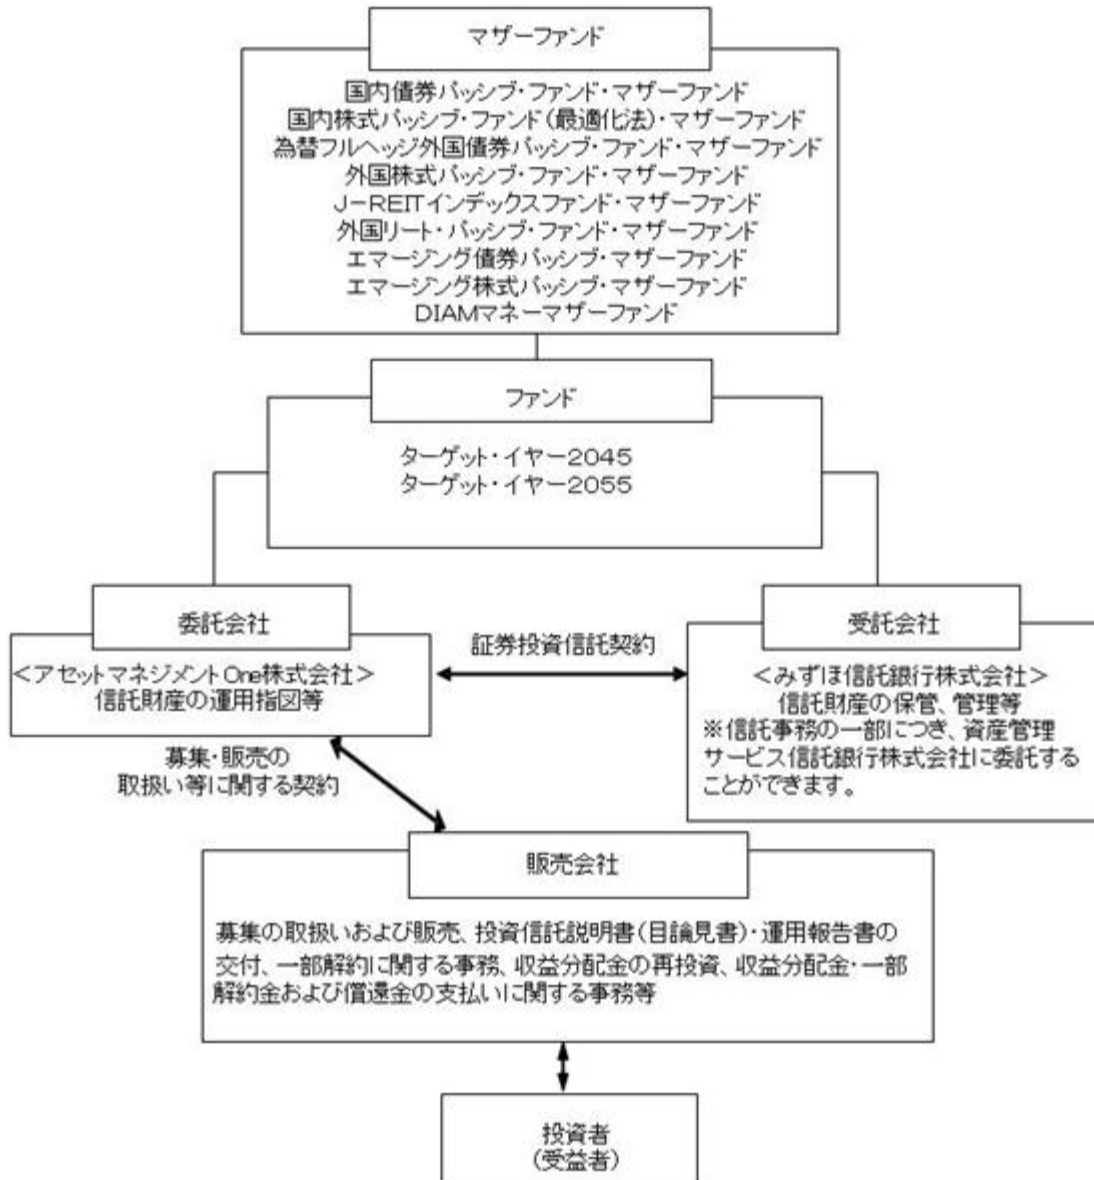 マザーファンド
国内債券パッシブ・ファンド・マザーファンド
国内株式パッシブ・ファンド(最適化法)・マザーファンド
為替フルヘッジ外国債券パッシブ・ファンド・マザーファンド
外国株式パッシブ・ファンド・マザーファンド
J-REITインデックスファンド・マザーファンド
外国リート・パッシブ・ファンド・マザーファンド
エマージング債券パッシブ・マザーファンド
エマージング株式パッシブ・マザーファンド
DIAMマネーマザーファンド
ファンド
ターゲット・イヤー2045
ターゲット・イヤー2055
委託会社
<アセットマネジメントOne株式会社>
信託財産の運用指図等
証券投資信託契約
受託会社
<みずほ信託銀行株式会社>
信託財産の保管、管理等
※信託事務の一部につき、資産管理
サービス信託銀行株式会社に委託する
ことができます。
募集・販売の
取扱い等に関する契約
販売会社
募集の取扱いおよび販売、投資信託説明書(目論見書)・運用報告書の
交付、一部解約に関する事務、収益分配金の再投資、収益分配金・一部
解約金および償還金の支払いに関する事務等
投資者
(受益者)